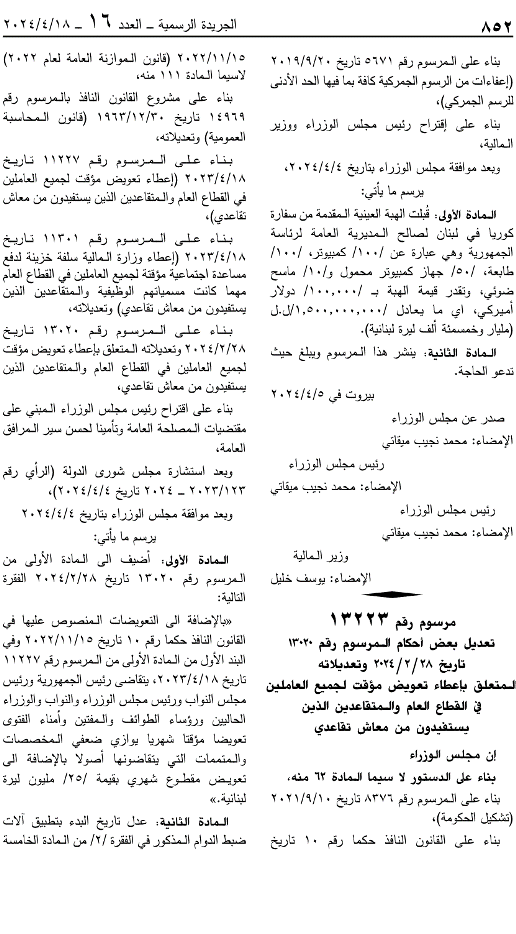 ٨٥٢
الجريدة الرسمية ــ العدد ١٦ ــ ٢٠٢٤/٤/١٨
بناء على المرسوم رقم ٥٦٧١ تاريخ ٢٠١٩/٩/٢٠
(إعفاءات من الرسوم الجمركية كافة بما فيها الحد الأدنى
للرسم الجمركي)،
بناء على إقتراح رئيس مجلس الوزراء ووزير
المالية،
وبعد موافقة مجلس الوزراء بتاريخ ٢٠٢٤/٤/٤،
يرسم ما يأتي:
المادة الأولى: قُبلت الهبة العينية المقدمة من سفارة
كوريا في لبنان لصالح المديرية العامة لرئاسة
الجمهورية وهي عبارة عن /١٠٠/ كمبيوتر، /١٠٠/
طابعة، /٥٠/ جهاز كمبيوتر محمول و/١٠/ ماسح
ضوئي، وتقدر قيمة الهبة بـ /١٠٠,٠٠٠/ دولار
أميركي، اي ما يعادل /١,٥٠٠,٠٠٠,٠٠٠/ل.ل
(مليار وخمسمئة ألف ليرة لبنانية).
المادة الثانية: ينشر هذا المرسوم ويبلغ حيث
تدعو الحاجة.
بيروت في ٢٠٢٤/٤/٥
صدر عن مجلس الوزراء
الإمضاء: محمد نجيب ميقاتي
رئيس مجلس الوزراء
الإمضاء: محمد نجيب ميقاتي
رئيس مجلس الوزراء
الإمضاء: محمد نجيب ميقاتي
وزير المالية
الإمضاء: يوسف خليل
مرسوم رقم ١٣٢٢٣
تعديل بعض أحكام المرسوم رقم ١٣٠٢٠
تاريخ ٢٠٢٤/٢/٢٨ وتعديلاته
المتعلق بإعطاء تعويض مؤقت لجميع العاملين
في القطاع العام والمتقاعدين الذين
يستفيدون من معاش تقاعدي
إن مجلس الوزراء
بناء على الدستور لا سيما المادة ٦٢ منه،
بناء على المرسوم رقم ٨٣٧٦ تاريخ ٢٠٢١/٩/١٠
(تشكيل الحكومة)،
بناء على القانون النافذ حكما رقم ١٠ تاريخ
٢٠٢٢/١١/١٥ (قانون الموازنة العامة لعام ٢٠٢٢)
لاسيما المادة ١١١ منه،
بناء على مشروع القانون النافذ بالمرسوم رقم
١٤٩٦٩ تاريخ ١٩٦٣/١٢/٣٠ (قانون المحاسبة
العمومية) وتعديلاته،
بناء على المرسوم رقم ١١٢٢٧ تاريخ
٢٠٢٣/٤/١٨ (إعطاء تعويض مؤقت لجميع العاملين
في القطاع العام والمتقاعدين الذين يستفيدون من معاش
تقاعدي)،
بناء على المرسوم رقم ١١٣٠١ تاريخ
٢٠٢٣/٤/١٨ (إعطاء وزارة المالية سلفة خزينة لدفع
مساعدة اجتماعية مؤقتة لجميع العاملين في القطاع العام
مهما كانت مسمياتهم الوظيفية والمتقاعدين الذين
يستفيدون من معاش تقاعدي) وتعديلاته،
بناء على المرسوم رقم ١٣٠٢٠ تاريخ
٢٠٢٤/٢/٢٨ وتعديلاته المتعلق بإعطاء تعويض مؤقت
لجميع العاملين في القطاع العام والمتقاعدين الذين
يستفيدون من معاش تقاعدي،
بناء على اقتراح رئيس مجلس الوزراء المبني على
مقتضيات المصلحة العامة وتأمينا لحسن سير المرافق
العامة،
وبعد استشارة مجلس شورى الدولة (الرأي رقم
٢٠٢٣/١٢٣ ــ ٢٠٢٤ تاريخ ٢٠٢٤/٤/٤)،
وبعد موافقة مجلس الوزراء بتاريخ ٢٠٢٤/٤/٤
يرسم ما يأتي:
المادة الأولى: أضيف الى المادة الأولى من
المرسوم رقم ١٣٠٢٠ تاريخ ٢٠٢٤/٢/٢٨ الفقرة
التالية:
«بالإضافة الى التعويضات المنصوص عليها في
القانون النافذ حكما رقم ١٠ تاريخ ٢٠٢٢/١١/١٥ وفي
البند الأول من المادة الأولى من المرسوم رقم ١١٢٢٧
تاريخ ٢٠٢٣/٤/١٨، يتقاضى رئيس الجمهورية ورئيس
مجلس النواب ورئيس مجلس الوزراء والنواب والوزراء
الحاليين ورؤساء الطوائف والمفتين وأمناء الفتوى
تعويضا مؤقتا شهريا يوازي ضعفي المخصصات
والمتممات التي يتقاضونها أصولا بالإضافة الى
تعويض مقطوع شهري بقيمة /٢٥/ مليون ليرة
لبنانية.»
المادة الثانية: عدل تاريخ البدء بتطبيق آلات
ضبط الدوام المذكور في الفقرة /٢/ من المادة الخامسة